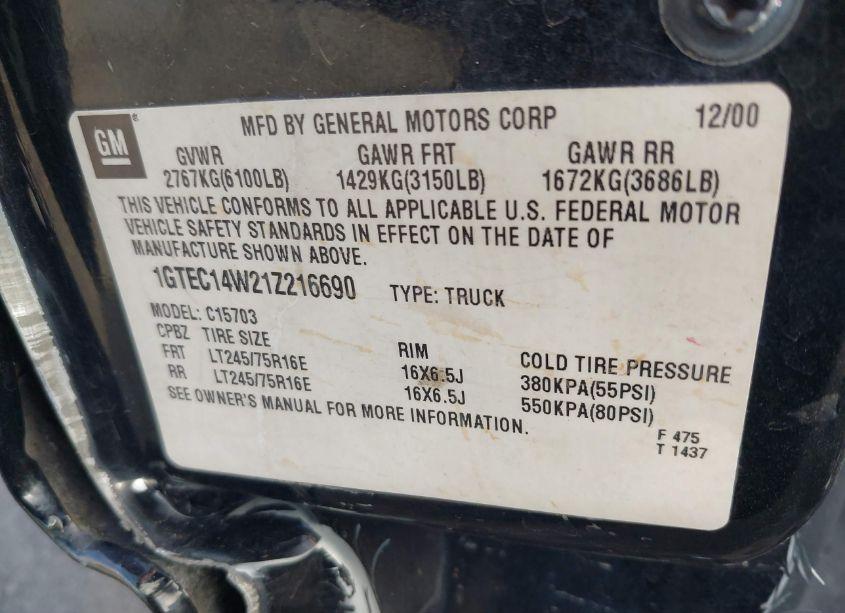 GM
MFD BY GENERAL MOTORS CORP 12/00
GVWR GAWR FRT GAWR RR
2767KG(6100LB) 1429KG(3150LB) 1672KG(3686LB)
THIS VEHICLE CONFORMS TO ALL APPLICABLE U.S. FEDERAL MOTOR
VEHICLE SAFETY STANDARDS IN EFFECT ON THE DATE OF
MANUFACTURE SHOWN ABOVE.
1GTEC14W21Z216690 TYPE: TRUCK
MODEL: C15703
CPBZ TIRE SIZE RIM COLD TIRE PRESSURE
FRT LT245/75R16E 16X6.5J 380KPA(55PSI)
RR LT245/75R16E 16X6.5J 550KPA(80PSI)
SEE OWNER'S MANUAL FOR MORE INFORMATION.
F 475
T 1437